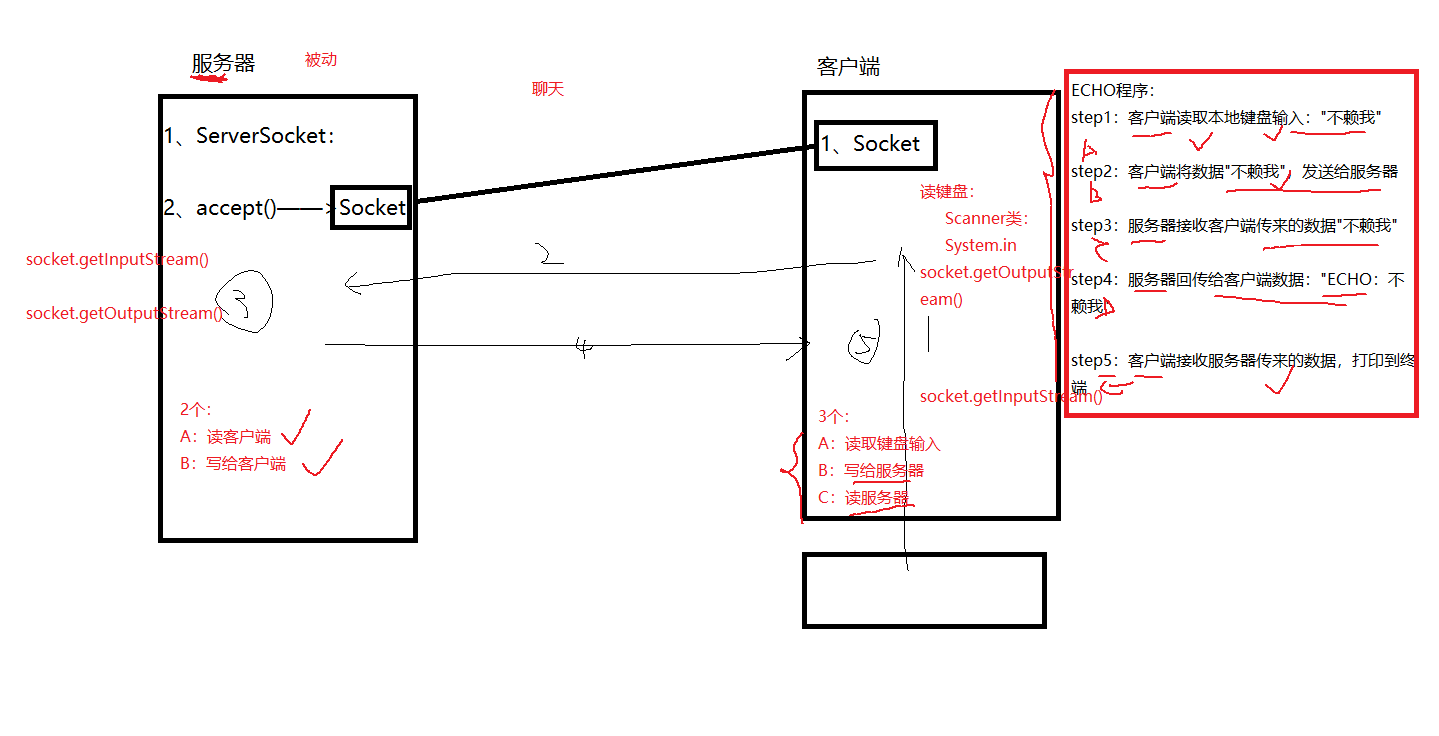 服务器
被动
聊天
客户端
1、ServerSocket：
2、accept()——>Socket
socket.getInputStream()
socket.getOutputStream()
3
2个：
A：读客户端
B：写给客户端
2
4
1、Socket
读键盘：
Scanner类：
System.in
socket.getOutputStr
eam()
1
5
socket.getInputStream()
3个：
A：读取键盘输入
B：写给服务器
C：读服务器
ECHO程序：
step1：客户端读取本地键盘输入："不赖我"
A
step2：客户端将数据"不赖我"，发送给服务器
B
step3：服务器接收客户端传来的数据"不赖我"
step4：服务器回传给客户端数据："ECHO：不
赖我"
step5：客户端接收服务器传来的数据，打印到终
端
C